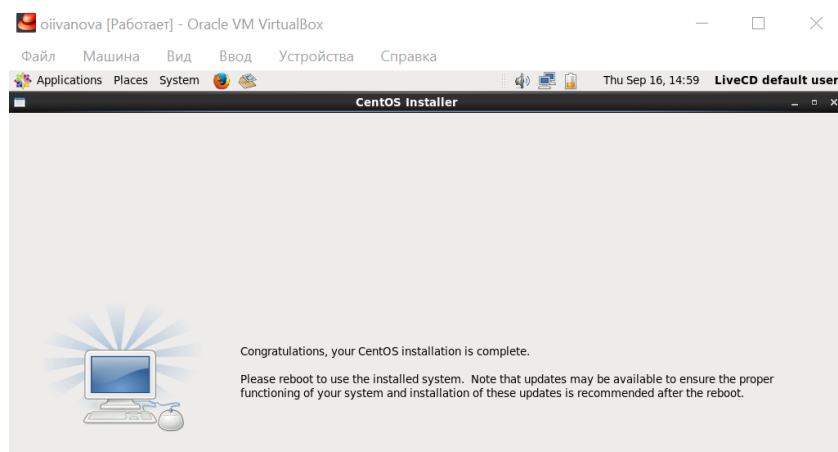 oiivanova [Работает] - Oracle VM VirtualBox
Файл Машина Вид Ввод Устройства Справка
Applications Places System Thu Sep 16, 14:59 LiveCD default user
CentOS Installer
Congratulations, your CentOS installation is complete.
Please reboot to use the installed system. Note that updates may be available to ensure the proper
functioning of your system and installation of these updates is recommended after the reboot.